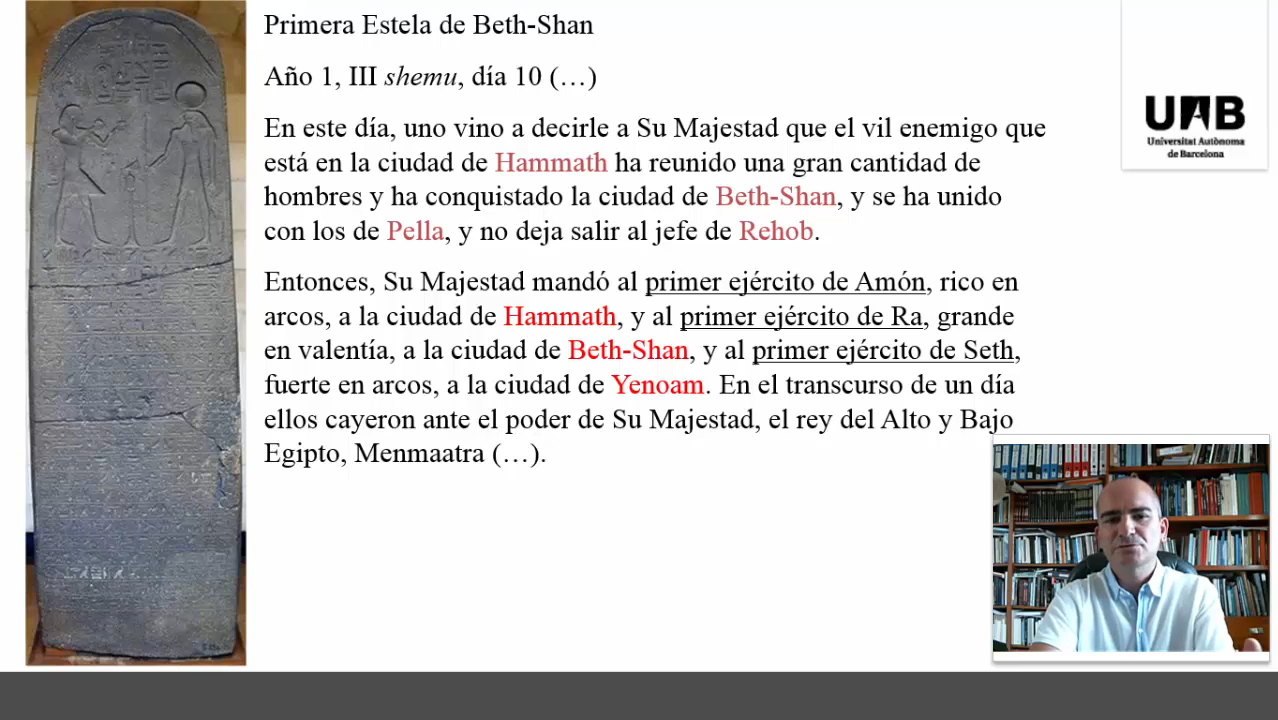 Primera Estela de Beth-Shan
Año 1, III shemu, día 10 (…)
En este día, uno vino a decirle a Su Majestad que el vil enemigo que
está en la ciudad de Hammath ha reunido una gran cantidad de
hombres y ha conquistado la ciudad de Beth-Shan, y se ha unido
con los de Pella, y no deja salir al jefe de Rehob.
Entonces, Su Majestad mandó al primer ejército de Amón, rico en
arcos, a la ciudad de Hammath, y al primer ejército de Ra, grande
en valentía, a la ciudad de Beth-Shan, y al primer ejército de Seth,
fuerte en arcos, a la ciudad de Yenoam. En el transcurso de un día
ellos cayeron ante el poder de Su Majestad, el rey del Alto y Bajo
Egipto, Menmaatra (…).
UAB
Universitat Autònoma
de Barcelona